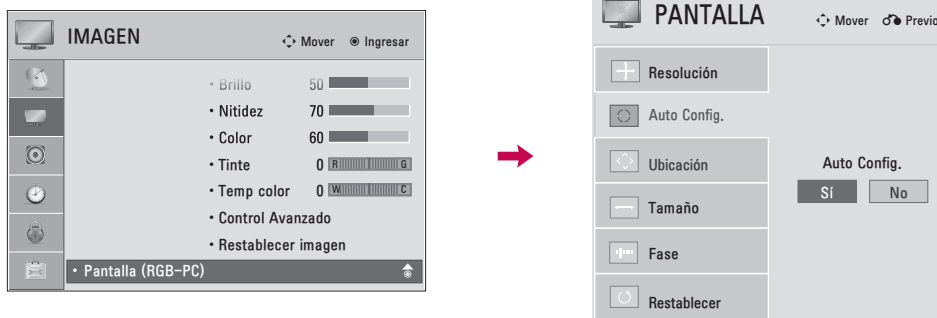 IMAGEN
Mover Ingresar
• Brillo 50
• Nitidez 70
• Color 60
• Tinte 0 R G
• Temp color 0 W C
• Control Avanzado
• Restablecer imagen
• Pantalla (RGB-PC)
PANTALLA
Mover Previo
Resolución
Auto Config.
Ubicación
Tamaño
Fase
Restablecer
Auto Config.
Sí No